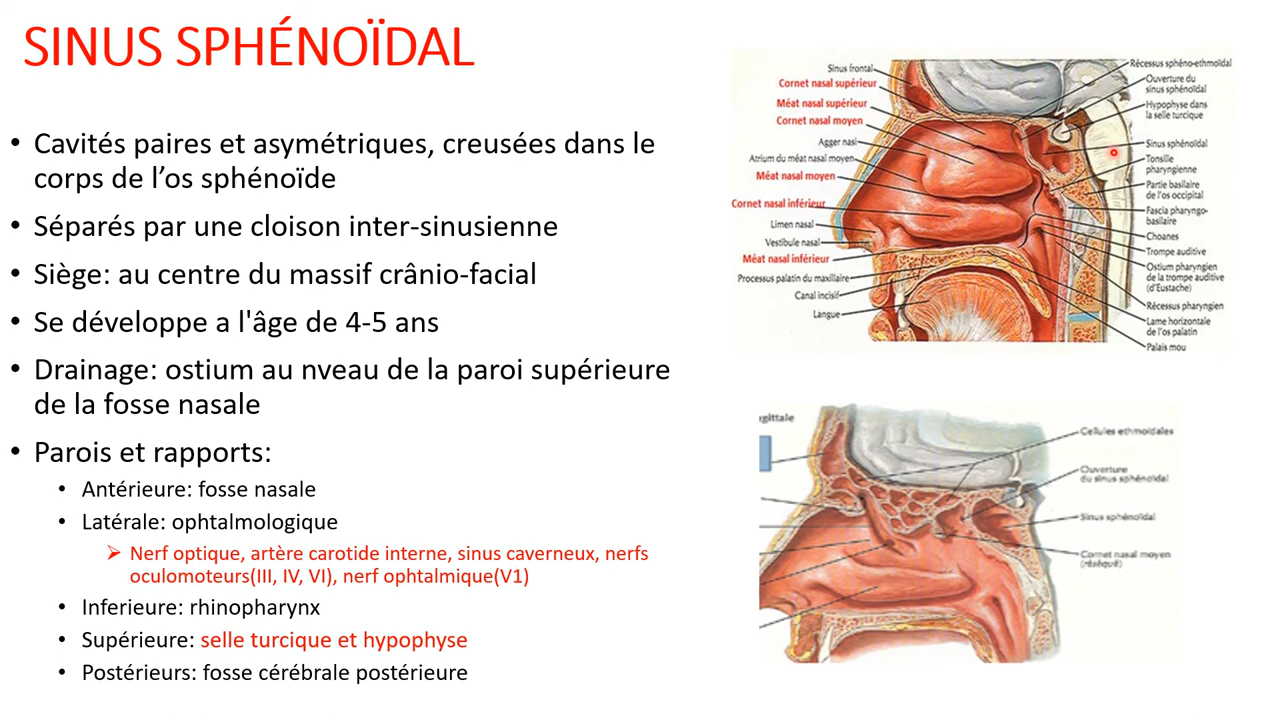 SINUS SPHÉNOÏDAL
• Cavités paires et asymétriques, creusées dans le
corps de l’os sphénoïde
• Séparés par une cloison inter-sinusienne
• Siège: au centre du massif crânio-facial
• Se développe a l'âge de 4-5 ans
• Drainage: ostium au nveau de la paroi supérieure
de la fosse nasale
• Parois et rapports:
• Antérieure: fosse nasale
• Latérale: ophtalmologique
➢ Nerf optique, artère carotide interne, sinus caverneux, nerfs
oculomoteurs(III, IV, VI), nerf ophtalmique(V1)
• Inferieure: rhinopharynx
• Supérieure: selle turcique et hypophyse
• Postérieurs: fosse cérébrale postérieure
Sinus frontal
Cornet nasal supérieur
Méat nasal supérieur
Cornet nasal moyen
Agger nasi
Atrium du méat nasal moyen
Méat nasal moyen
Cornet nasal inférieur
Limen nasal
Vestibule nasal
Méat nasal inférieur
Processus palatin du maxillaire
Canal incisif
Langue
Récessus sphéno-ethmoïdal
Ouverture du
sinus sphénoïdal
Hypophyse dans
la selle turcique
Sinus sphénoïdal
Tonsille
pharyngienne
Partie basilaire
de l'os occipital
Fascia pharyngo-
basilaire
Choanes
Trompe auditive
Ostium pharyngien
de la trompe auditive
(d'Eustache)
Récessus pharyngien
Lame horizontale
de l'os palatin
Palais mou
agittale
Cellules ethmoïdales
Ouverture
du sinus sphénoïdal
Sinus sphénoïdal
Cornet nasal moyen
(réséqué)